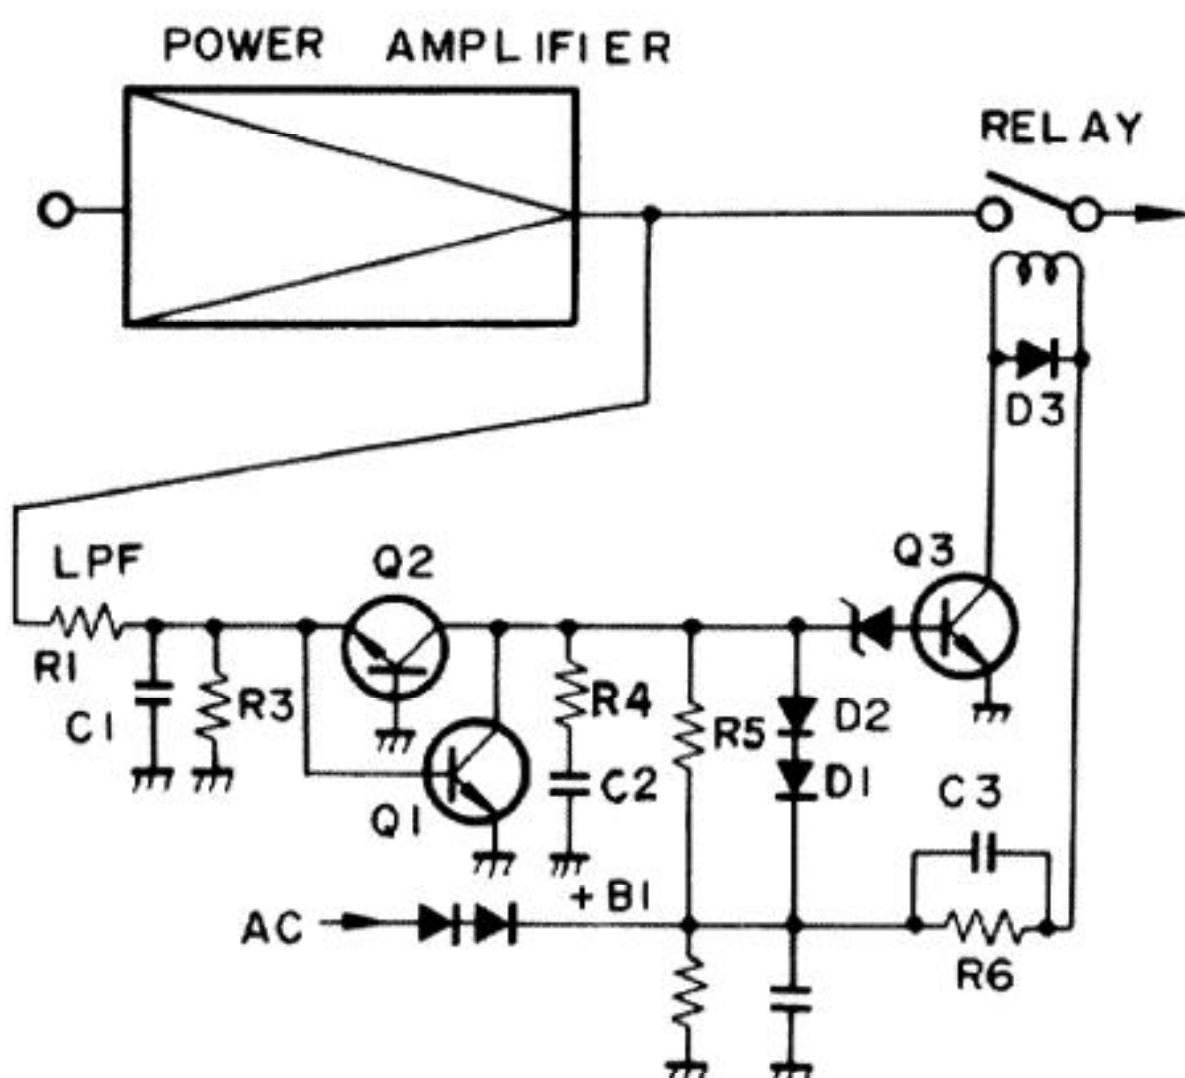 POWER AMPLIFIER
RELAY
D3
LPF
Q2
Q3
R1
C1
R3
R4
R5
D2
Q1
C2
D1
C3
+B1
AC
R6